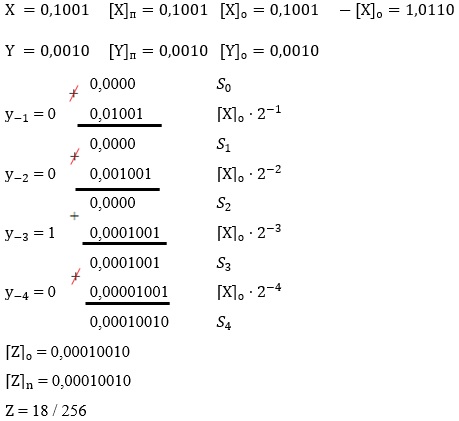 X = 0,1001 [X]п = 0,1001 [X]о = 0,1001 −[X]о = 1,0110
Y = 0,0010 [Y]п = 0,0010 [Y]о = 0,0010
0,0000 S₀
+
y₋₁ = 0 0,01001 [X]о · 2⁻¹
0,0000 S₁
+
y₋₂ = 0 0,001001 [X]о · 2⁻²
0,0000 S₂
+
y₋₃ = 1 0,0001001 [X]о · 2⁻³
0,0001001 S₃
+
y₋₄ = 0 0,00001001 [X]о · 2⁻⁴
0,00010010 S₄
[Z]о = 0,00010010
[Z]п = 0,00010010
Z = 18 / 256